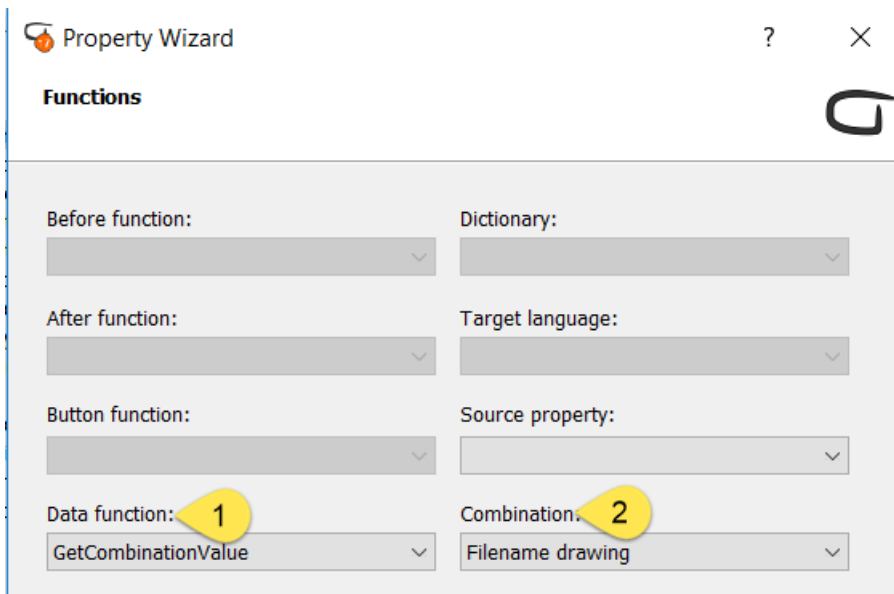 Property Wizard ?
Functions
Before function: Dictionary:
After function: Target language:
Button function: Source property:
Data function: 1 Combination: 2
GetCombinationValue Filename drawing